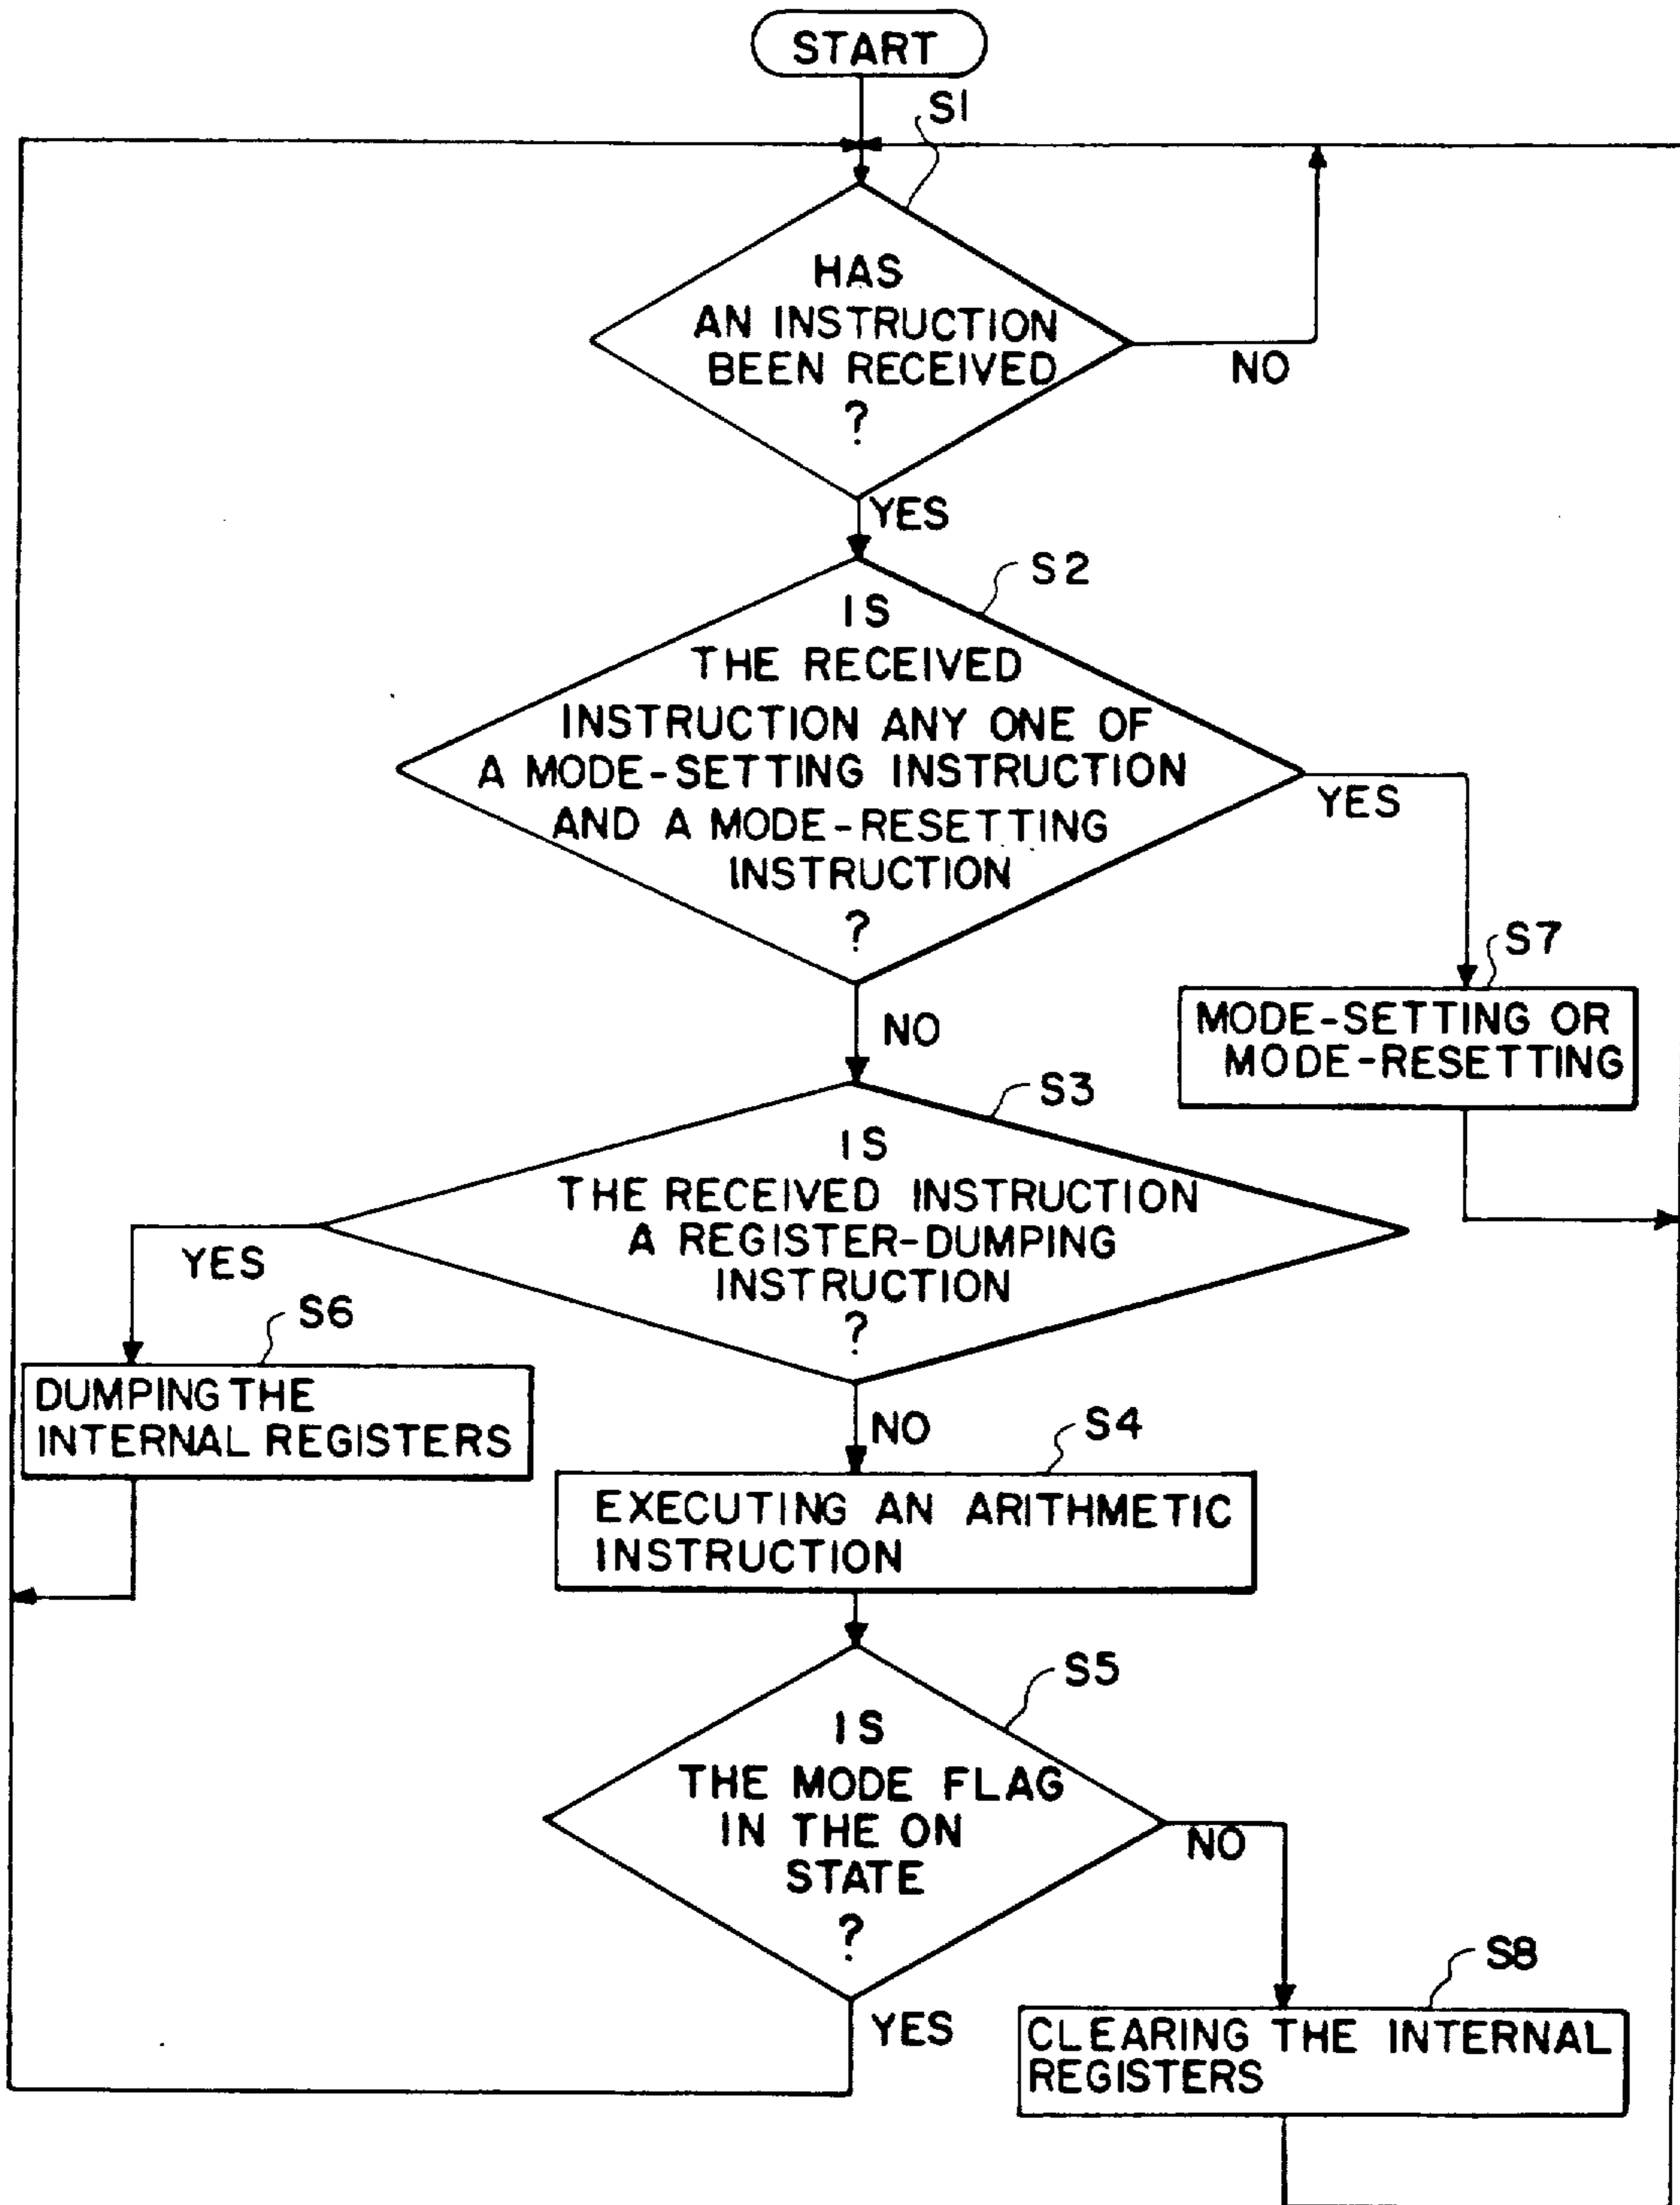 START
S1
HAS
AN INSTRUCTION
BEEN RECEIVED
?
NO
YES
S2
IS
THE RECEIVED
INSTRUCTION ANY ONE OF
A MODE-SETTING INSTRUCTION
AND A MODE-RESETTING
INSTRUCTION
?
YES
NO
S7
MODE-SETTING OR
MODE-RESETTING
S3
IS
THE RECEIVED INSTRUCTION
A REGISTER-DUMPING
INSTRUCTION
?
YES
S6
DUMPING THE
INTERNAL REGISTERS
NO
S4
EXECUTING AN ARITHMETIC
INSTRUCTION
S5
IS
THE MODE FLAG
IN THE ON
STATE
?
NO
YES
S8
CLEARING THE INTERNAL
REGISTERS